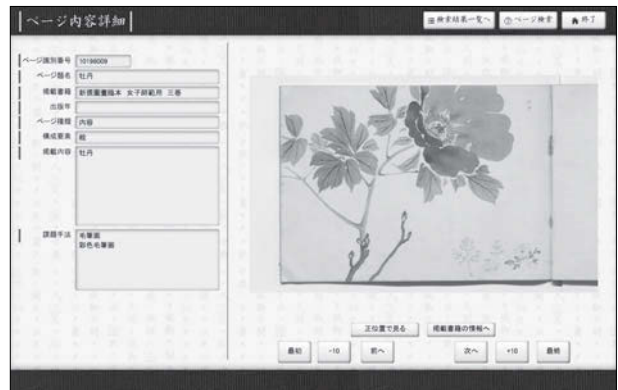 ページ内容詳細
検索結果一覧へ
ページ検索
終了
ページ識別番号 10196009
ページ題名 牡丹
掲載書籍 新撰圖畫臨本 女子師範用 三巻
出版年
ページ種類 内容
構成要素 絵
掲載内容 牡丹
課題手法 毛筆画
彩色毛筆画
正位置で見る
掲載書籍の情報へ
最初
-10
前へ
次へ
+10
最終